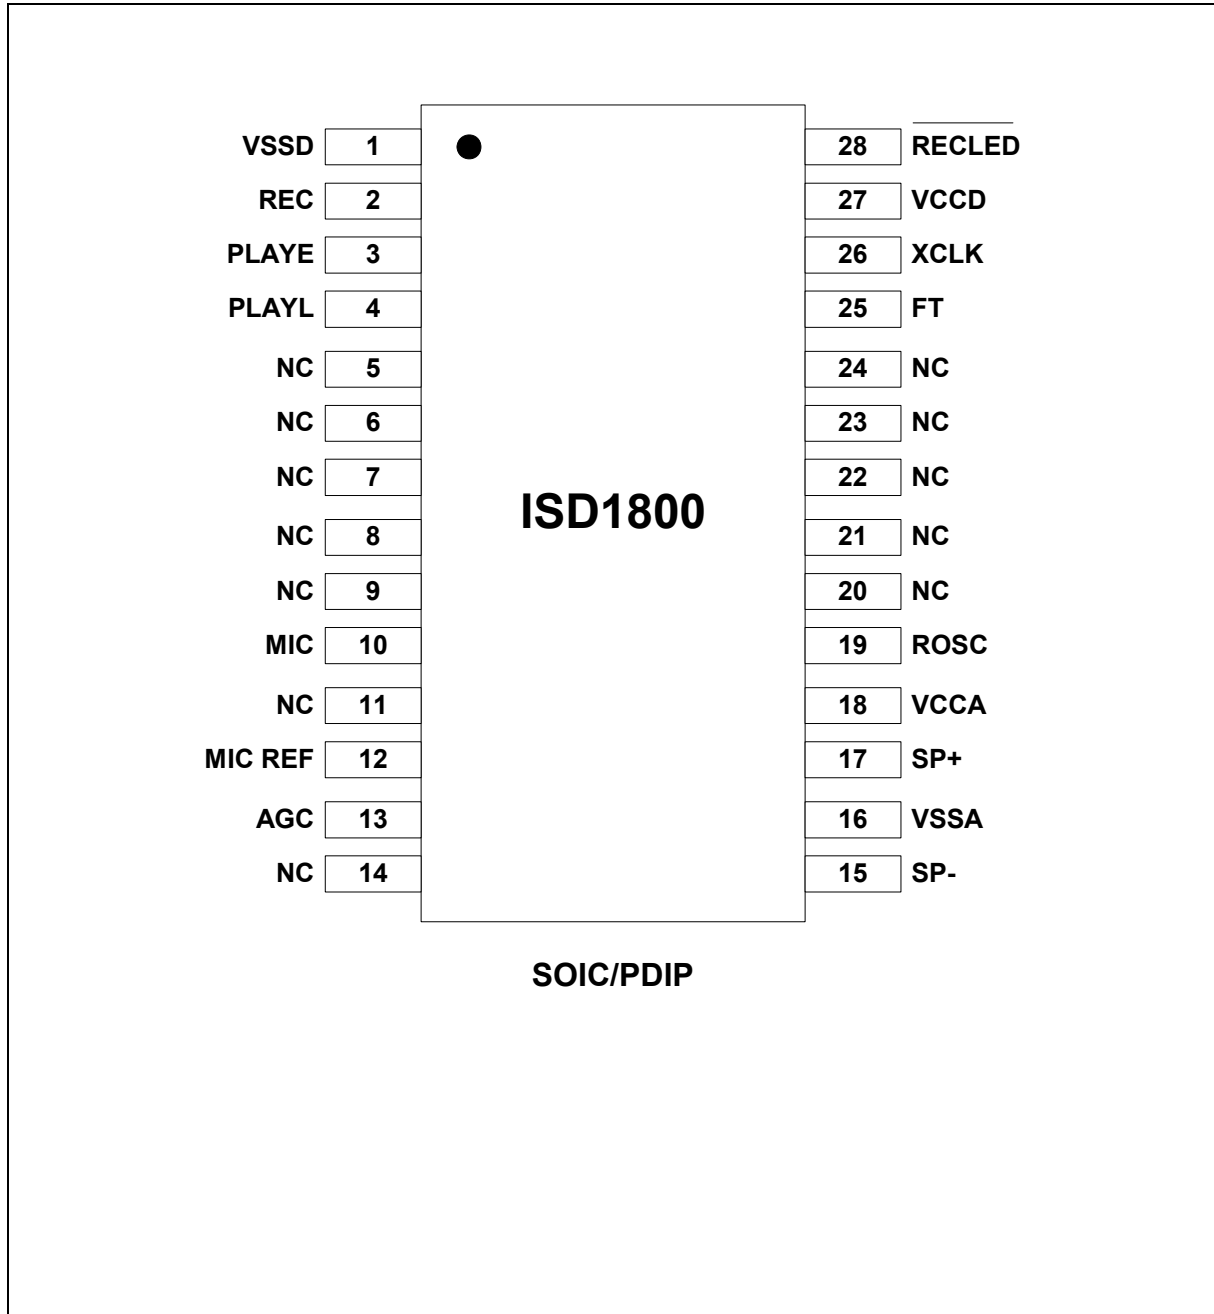 VSSD 1 28 RECLED
REC 2 27 VCCD
PLAYE 3 26 XCLK
PLAYL 4 25 FT
NC 5 24 NC
NC 6 23 NC
NC 7 22 NC
ISD1800
NC 8 21 NC
NC 9 20 NC
MIC 10 19 ROSC
NC 11 18 VCCA
MIC REF 12 17 SP+
AGC 13 16 VSSA
NC 14 15 SP-
SOIC/PDIP